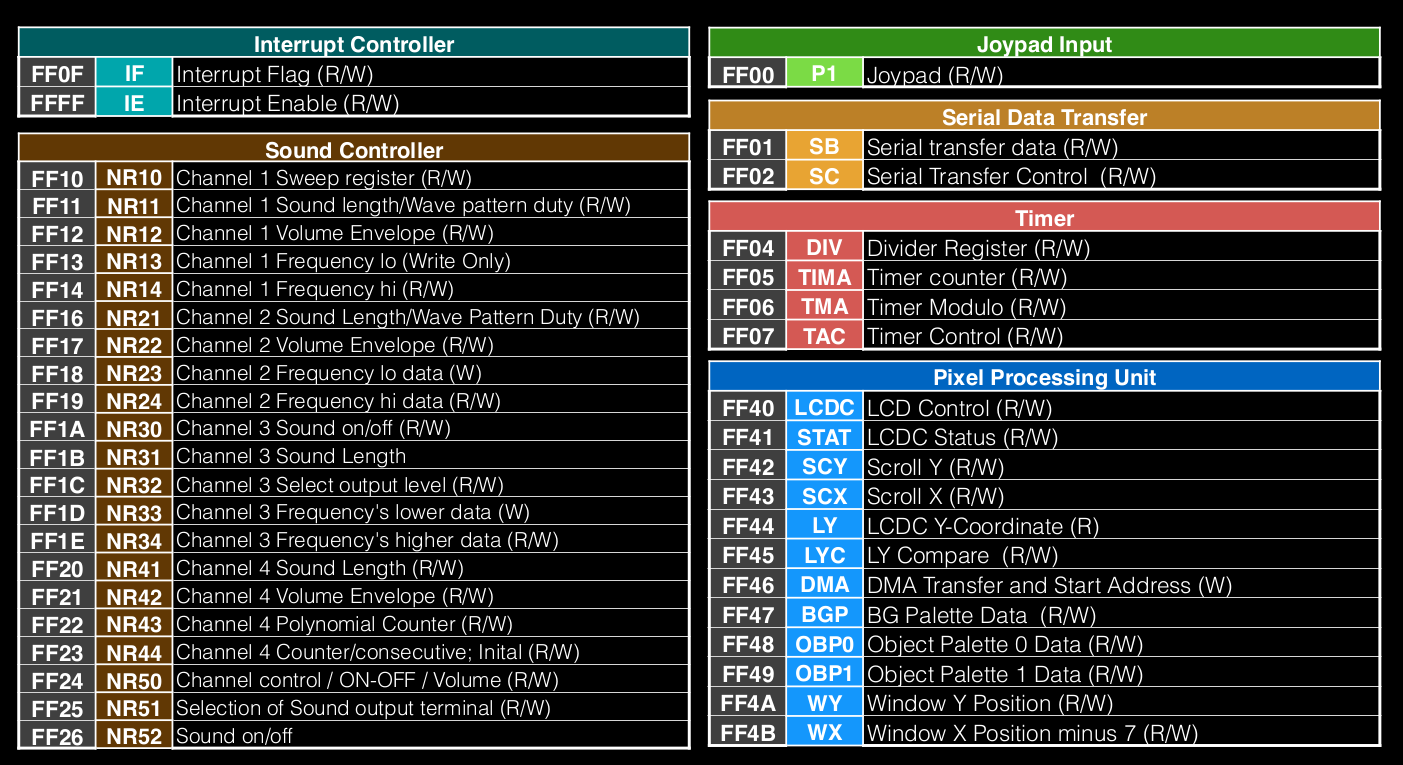 Interrupt Controller
FF0F IF Interrupt Flag (R/W)
FFFF IE Interrupt Enable (R/W)
Sound Controller
FF10 NR10 Channel 1 Sweep register (R/W)
FF11 NR11 Channel 1 Sound length/Wave pattern duty (R/W)
FF12 NR12 Channel 1 Volume Envelope (R/W)
FF13 NR13 Channel 1 Frequency lo (Write Only)
FF14 NR14 Channel 1 Frequency hi (R/W)
FF16 NR21 Channel 2 Sound Length/Wave Pattern Duty (R/W)
FF17 NR22 Channel 2 Volume Envelope (R/W)
FF18 NR23 Channel 2 Frequency lo data (W)
FF19 NR24 Channel 2 Frequency hi data (R/W)
FF1A NR30 Channel 3 Sound on/off (R/W)
FF1B NR31 Channel 3 Sound Length
FF1C NR32 Channel 3 Select output level (R/W)
FF1D NR33 Channel 3 Frequency's lower data (W)
FF1E NR34 Channel 3 Frequency's higher data (R/W)
FF20 NR41 Channel 4 Sound Length (R/W)
FF21 NR42 Channel 4 Volume Envelope (R/W)
FF22 NR43 Channel 4 Polynomial Counter (R/W)
FF23 NR44 Channel 4 Counter/consecutive; Inital (R/W)
FF24 NR50 Channel control / ON-OFF / Volume (R/W)
FF25 NR51 Selection of Sound output terminal (R/W)
FF26 NR52 Sound on/off
Joypad Input
FF00 P1 Joypad (R/W)
Serial Data Transfer
FF01 SB Serial transfer data (R/W)
FF02 SC Serial Transfer Control (R/W)
Timer
FF04 DIV Divider Register (R/W)
FF05 TIMA Timer counter (R/W)
FF06 TMA Timer Modulo (R/W)
FF07 TAC Timer Control (R/W)
Pixel Processing Unit
FF40 LCDC LCD Control (R/W)
FF41 STAT LCDC Status (R/W)
FF42 SCY Scroll Y (R/W)
FF43 SCX Scroll X (R/W)
FF44 LY LCDC Y-Coordinate (R)
FF45 LYC LY Compare (R/W)
FF46 DMA DMA Transfer and Start Address (W)
FF47 BGP BG Palette Data (R/W)
FF48 OBP0 Object Palette 0 Data (R/W)
FF49 OBP1 Object Palette 1 Data (R/W)
FF4A WY Window Y Position (R/W)
FF4B WX Window X Position minus 7 (R/W)